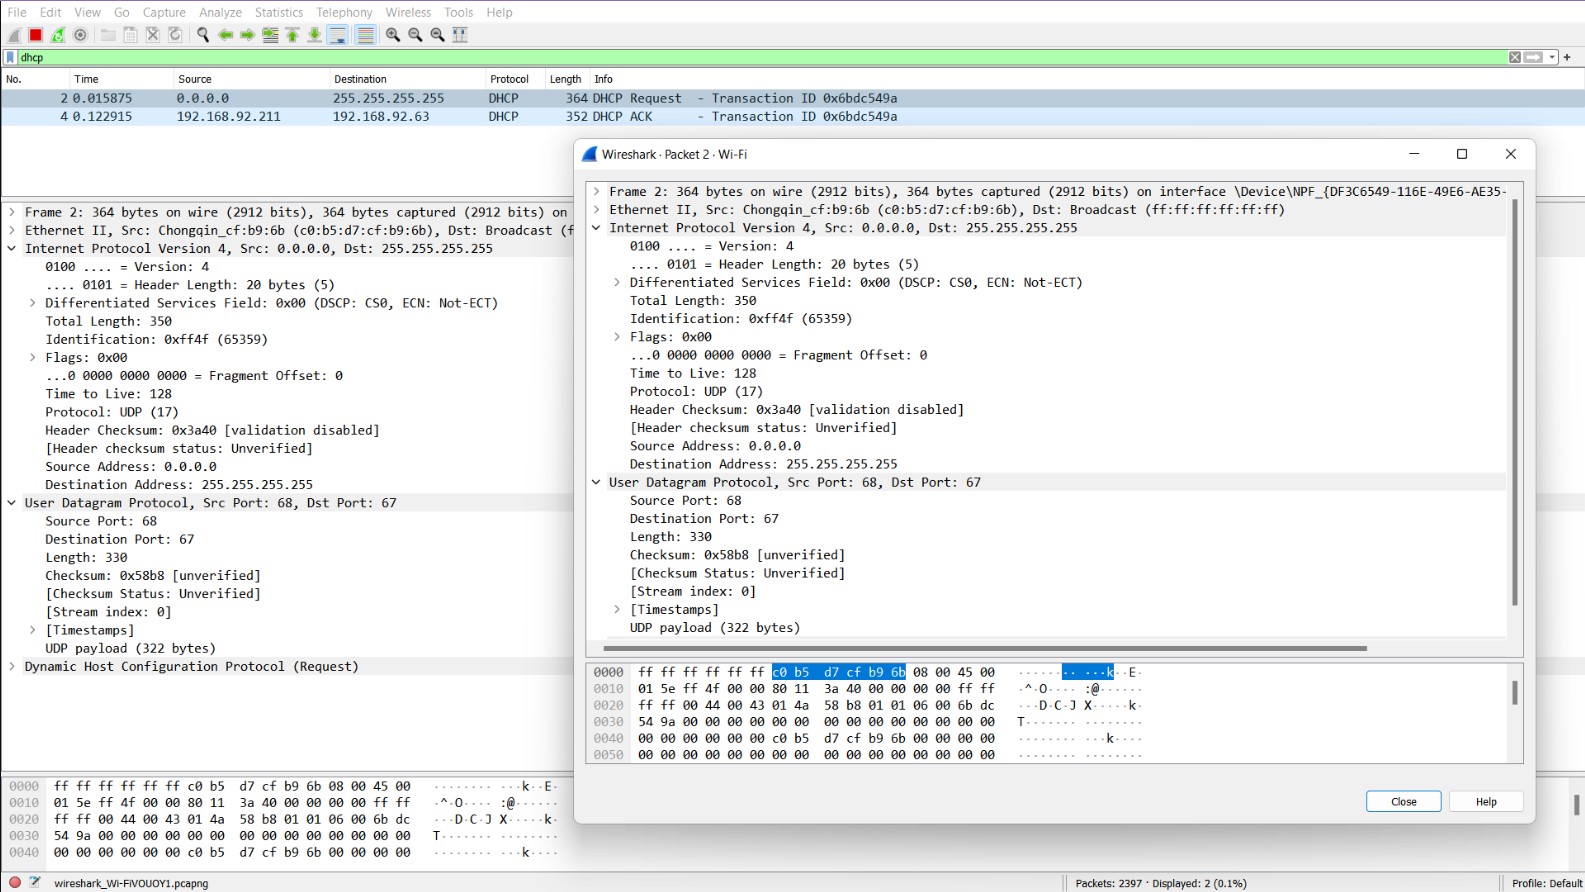 File Edit View Go Capture Analyze Statistics Telephony Wireless Tools Help
dhcp
No. Time Source Destination Protocol Length Info
2 0.015875 0.0.0.0 255.255.255.255 DHCP 364 DHCP Request - Transaction ID 0x6bdc549a
4 0.122915 192.168.92.211 192.168.92.63 DHCP 352 DHCP ACK - Transaction ID 0x6bdc549a
Frame 2: 364 bytes on wire (2912 bits), 364 bytes captured (2912 bits) on
Ethernet II, Src: Chongqin_cf:b9:6b (c0:b5:d7:cf:b9:6b), Dst: Broadcast (f
Internet Protocol Version 4, Src: 0.0.0.0, Dst: 255.255.255.255
0100 .... = Version: 4
.... 0101 = Header Length: 20 bytes (5)
Differentiated Services Field: 0x00 (DSCP: CS0, ECN: Not-ECT)
Total Length: 350
Identification: 0xff4f (65359)
Flags: 0x00
...0 0000 0000 0000 = Fragment Offset: 0
Time to Live: 128
Protocol: UDP (17)
Header Checksum: 0x3a40 [validation disabled]
[Header checksum status: Unverified]
Source Address: 0.0.0.0
Destination Address: 255.255.255.255
User Datagram Protocol, Src Port: 68, Dst Port: 67
Source Port: 68
Destination Port: 67
Length: 330
Checksum: 0x58b8 [unverified]
[Checksum Status: Unverified]
[Stream index: 0]
[Timestamps]
UDP payload (322 bytes)
Dynamic Host Configuration Protocol (Request)
0000 ff ff ff ff ff ff c0 b5 d7 cf b9 6b 08 00 45 00 ········ ···k··E·
0010 01 5e ff 4f 00 00 80 11 3a 40 00 00 00 00 ff ff ·^·O···· :@······
0020 ff ff 00 44 00 43 01 4a 58 b8 01 01 06 00 6b dc ···D·C·J X·····k·
0030 54 9a 00 00 00 00 00 00 00 00 00 00 00 00 00 00 T······· ········
0040 00 00 00 00 00 00 c0 b5 d7 cf b9 6b 00 00 00 00 ········ ···k····
Wireshark · Packet 2 · Wi-Fi
Frame 2: 364 bytes on wire (2912 bits), 364 bytes captured (2912 bits) on interface \Device\NPF_{DF3C6549-116E-49E6-AE35-
Ethernet II, Src: Chongqin_cf:b9:6b (c0:b5:d7:cf:b9:6b), Dst: Broadcast (ff:ff:ff:ff:ff:ff)
Internet Protocol Version 4, Src: 0.0.0.0, Dst: 255.255.255.255
0100 .... = Version: 4
.... 0101 = Header Length: 20 bytes (5)
Differentiated Services Field: 0x00 (DSCP: CS0, ECN: Not-ECT)
Total Length: 350
Identification: 0xff4f (65359)
Flags: 0x00
...0 0000 0000 0000 = Fragment Offset: 0
Time to Live: 128
Protocol: UDP (17)
Header Checksum: 0x3a40 [validation disabled]
[Header checksum status: Unverified]
Source Address: 0.0.0.0
Destination Address: 255.255.255.255
User Datagram Protocol, Src Port: 68, Dst Port: 67
Source Port: 68
Destination Port: 67
Length: 330
Checksum: 0x58b8 [unverified]
[Checksum Status: Unverified]
[Stream index: 0]
[Timestamps]
UDP payload (322 bytes)
0000 ff ff ff ff ff ff c0 b5 d7 cf b9 6b 08 00 45 00 ········ ···k··E·
0010 01 5e ff 4f 00 00 80 11 3a 40 00 00 00 00 ff ff ·^·O···· :@······
0020 ff ff 00 44 00 43 01 4a 58 b8 01 01 06 00 6b dc ···D·C·J X·····k·
0030 54 9a 00 00 00 00 00 00 00 00 00 00 00 00 00 00 T······· ········
0040 00 00 00 00 00 00 c0 b5 d7 cf b9 6b 00 00 00 00 ········ ···k····
0050 00 00 00 00 00 00 00 00 00 00 00 00 00 00 00 00 ········ ········
Close Help
wireshark_Wi-FiVOUOY1.pcapng Packets: 2397 · Displayed: 2 (0.1%) Profile: Default